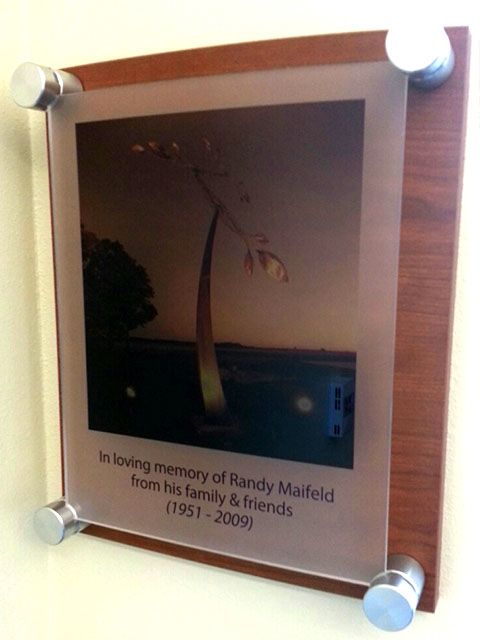 In loving memory of Randy Maifeld
from his family & friends
(1951 - 2009)